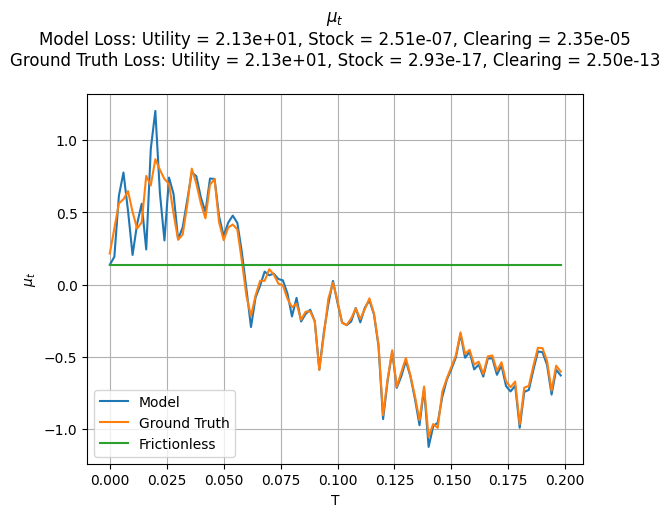 μt
Model Loss: Utility = 2.13e+01, Stock = 2.51e-07, Clearing = 2.35e-05
Ground Truth Loss: Utility = 2.13e+01, Stock = 2.93e-17, Clearing = 2.50e-13
1.0
0.5
0.0
−0.5
−1.0
μt
Model
Ground Truth
Frictionless
0.000 0.025 0.050 0.075 0.100 0.125 0.150 0.175 0.200
T